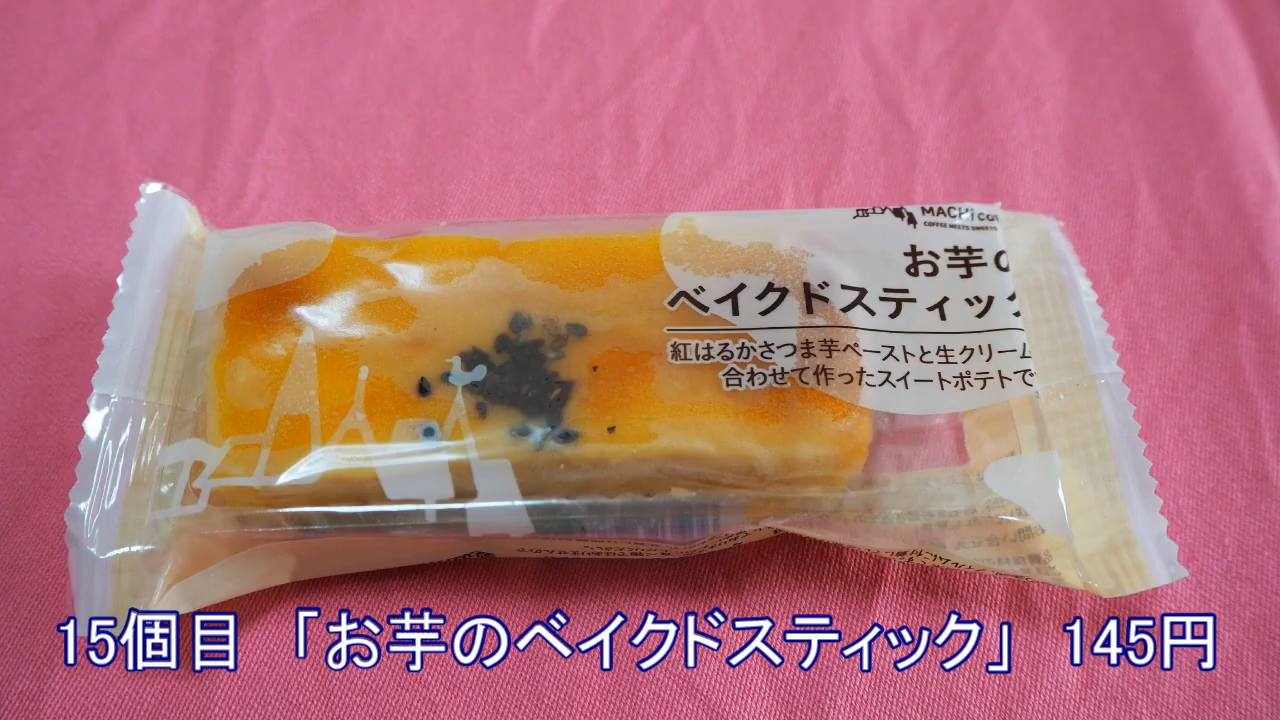 MACHi
COFFEE MEETS SWEETS
お芋の
ベイクドスティック
紅はるかさつま芋ペーストと生クリーム
合わせて作ったスイートポテトで
15個目 「お芋のベイクドスティック」 145円